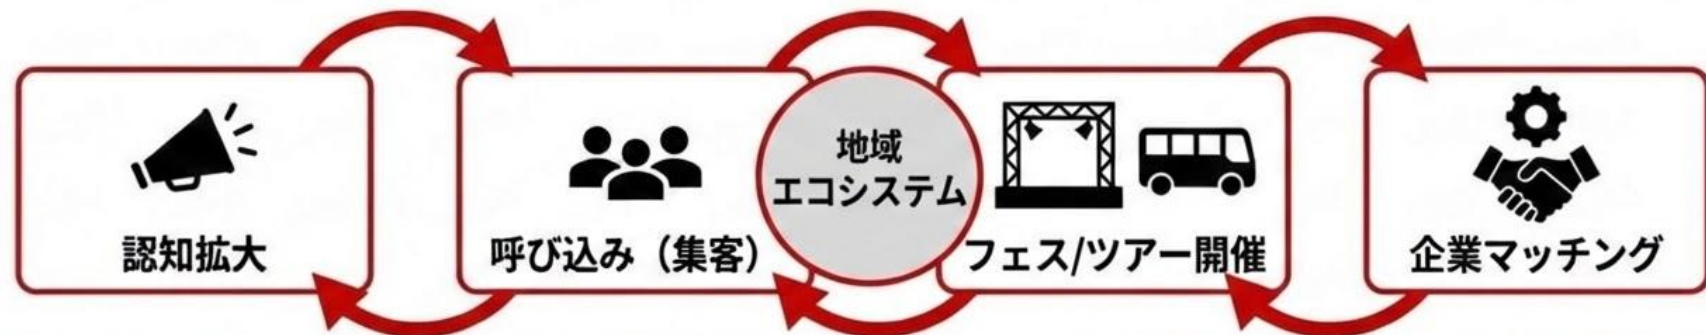 認知拡大
呼び込み（集客）
地域
エコシステム
フェス/ツアー開催
企業マッチング